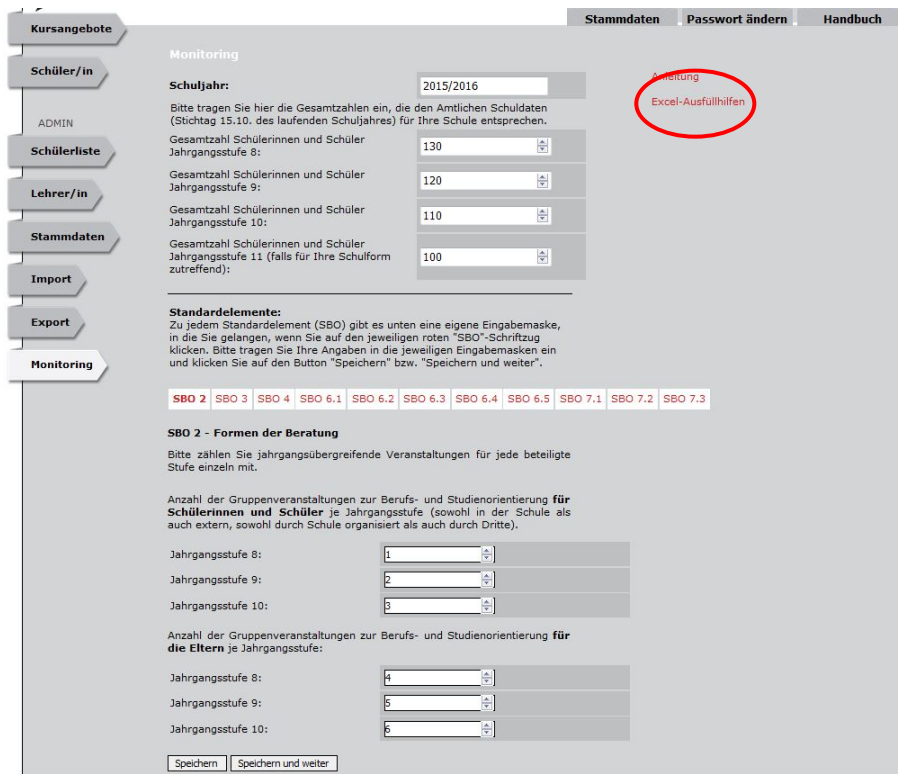 Stammdaten Passwort ändern Handbuch
Kursangebote
Schüler/in
ADMIN
Schülerliste
Lehrer/in
Stammdaten
Import
Export
Monitoring
Monitoring
Schuljahr: 2015/2016
Anleitung
Excel-Ausfüllhilfen
Bitte tragen Sie hier die Gesamtzahlen ein, die den Amtlichen Schuldaten
(Stichtag 15.10. des laufenden Schuljahres) für Ihre Schule entsprechen.
Gesamtzahl Schülerinnen und Schüler
Jahrgangsstufe 8: 130
Gesamtzahl Schülerinnen und Schüler
Jahrgangsstufe 9: 120
Gesamtzahl Schülerinnen und Schüler
Jahrgangsstufe 10: 110
Gesamtzahl Schülerinnen und Schüler
Jahrgangsstufe 11 (falls für Ihre Schulform 100
zutreffend):
Standardelemente:
Zu jedem Standardelement (SBO) gibt es unten eine eigene Eingabemaske,
in die Sie gelangen, wenn Sie auf den jeweiligen roten "SBO"-Schriftzug
klicken. Bitte tragen Sie Ihre Angaben in die jeweiligen Eingabemasken ein
und klicken Sie auf den Button "Speichern" bzw. "Speichern und weiter".
SBO 2 SBO 3 SBO 4 SBO 6.1 SBO 6.2 SBO 6.3 SBO 6.4 SBO 6.5 SBO 7.1 SBO 7.2 SBO 7.3
SBO 2 - Formen der Beratung
Bitte zählen Sie jahrgangsübergreifende Veranstaltungen für jede beteiligte
Stufe einzeln mit.
Anzahl der Gruppenveranstaltungen zur Berufs- und Studienorientierung für
Schülerinnen und Schüler je Jahrgangsstufe (sowohl in der Schule als
auch extern, sowohl durch Schule organisiert als auch durch Dritte).
Jahrgangsstufe 8: 1
Jahrgangsstufe 9: 2
Jahrgangsstufe 10: 3
Anzahl der Gruppenveranstaltungen zur Berufs- und Studienorientierung für
die Eltern je Jahrgangsstufe:
Jahrgangsstufe 8: 4
Jahrgangsstufe 9: 5
Jahrgangsstufe 10: 6
Speichern Speichern und weiter